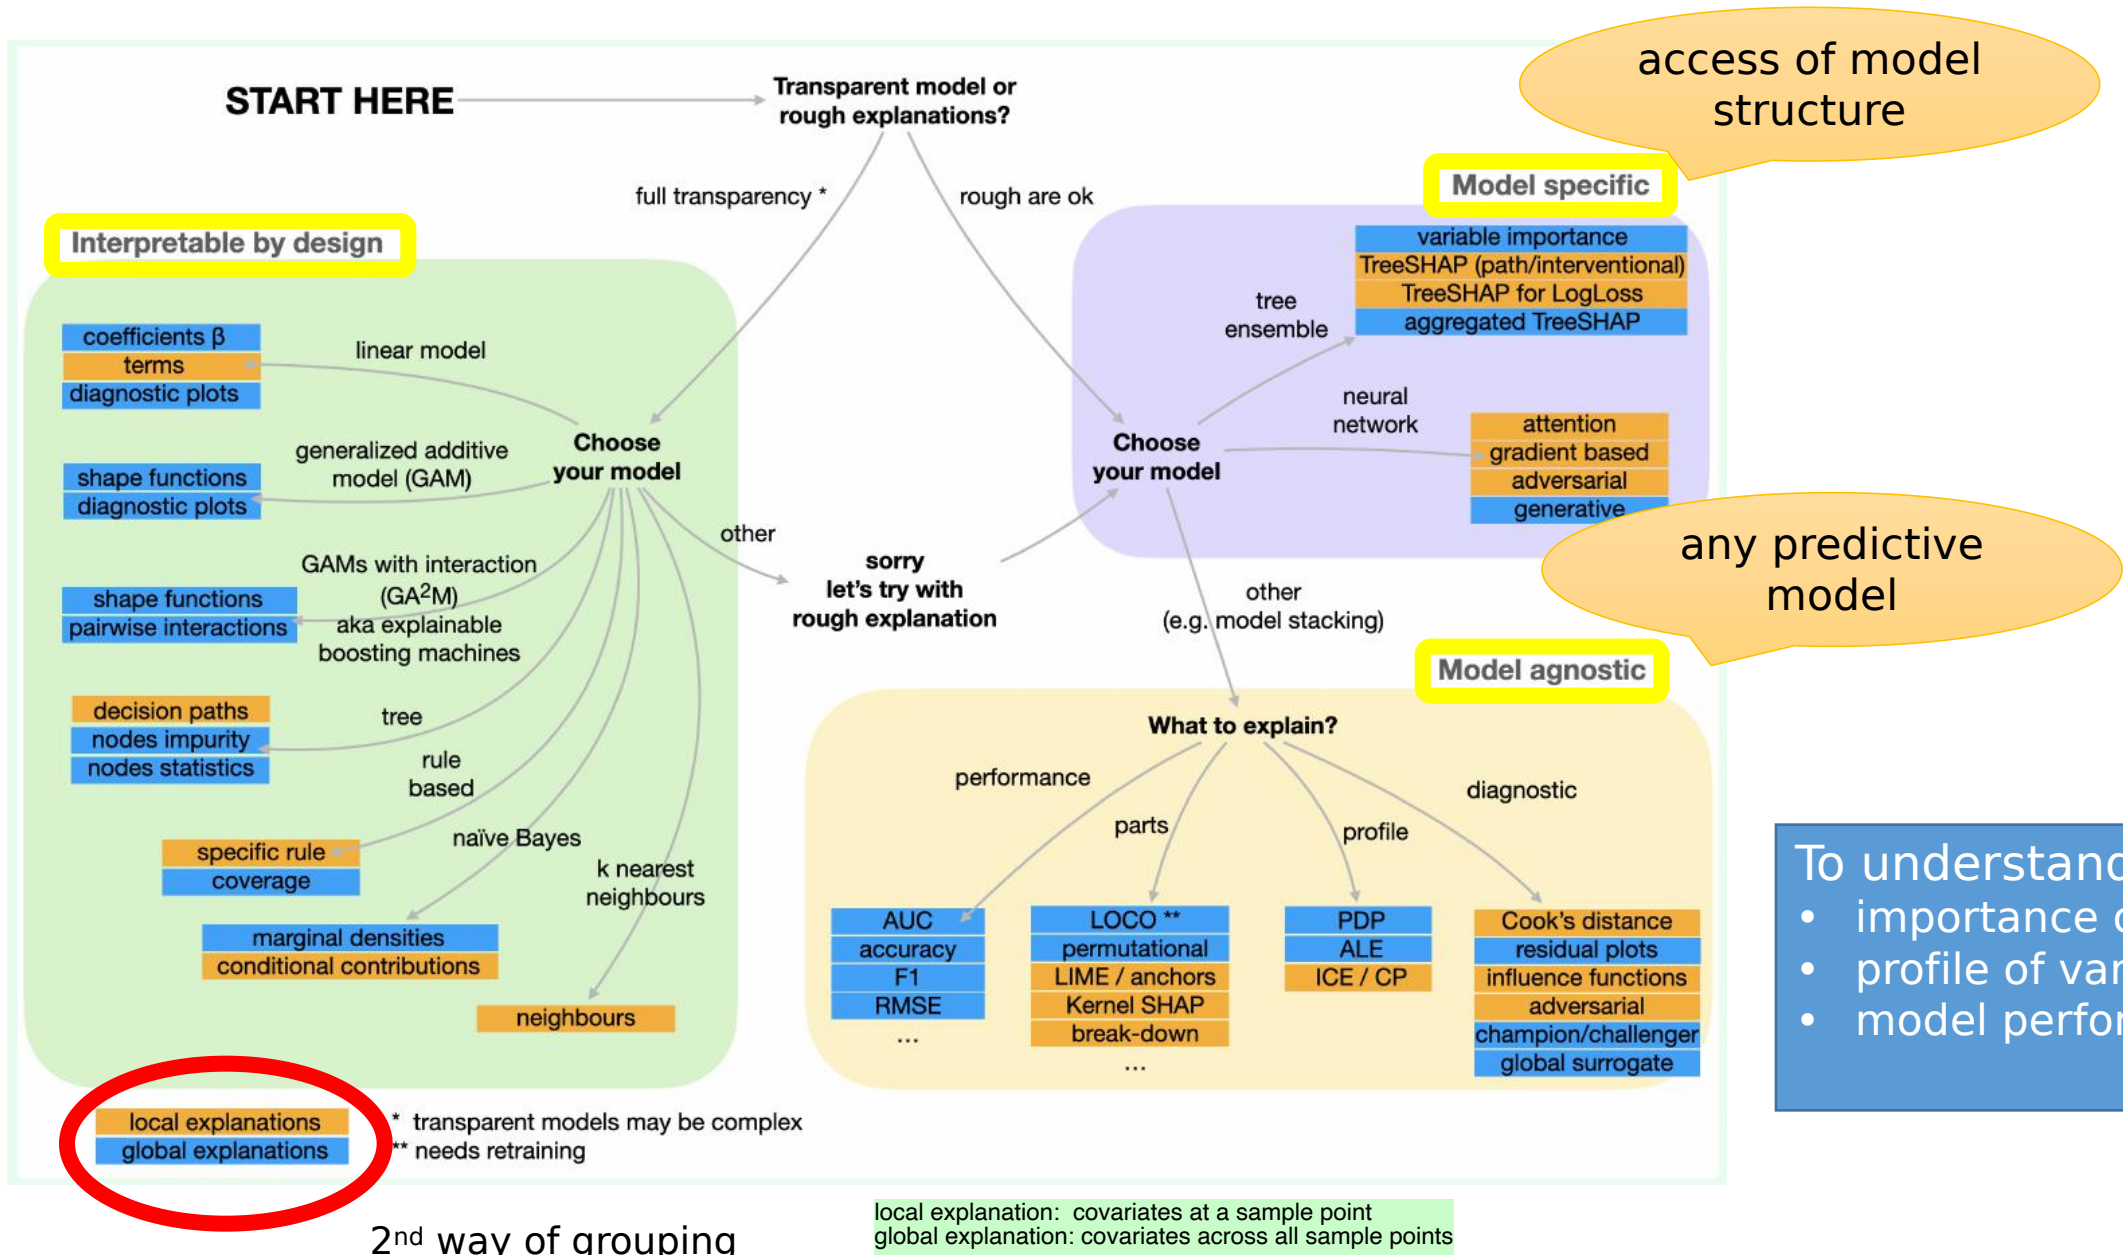 access of model
structure
START HERE
Transparent model or
rough explanations?
full transparency *
rough are ok
Model specific
variable importance
TreeSHAP (path/interventional)
TreeSHAP for LogLoss
aggregated TreeSHAP
tree
ensemble
neural
network
attention
gradient based
adversarial
generative
Choose
your model
Interpretable by design
coefficients β
terms
diagnostic plots
linear model
generalized additive
model (GAM)
Choose
your model
shape functions
diagnostic plots
other
sorry
let's try with
rough explanation
GAMs with interaction
(GA²M)
aka explainable
boosting machines
shape functions
pairwise interactions
other
(e.g. model stacking)
any predictive
model
decision paths
nodes impurity
nodes statistics
tree
rule
based
specific rule
coverage
naïve Bayes
k nearest
neighbours
marginal densities
conditional contributions
neighbours
Model agnostic
What to explain?
performance
parts
profile
diagnostic
AUC
accuracy
F1
RMSE
...
LOCO **
permutational
LIME / anchors
Kernel SHAP
break-down
...
PDP
ALE
ICE / CP
Cook's distance
residual plots
influence functions
adversarial
champion/challenger
global surrogate
To understand
• importance
• profile of
• model
local explanations
global explanations
* transparent models may be complex
** needs retraining
2nd way of grouping
local explanation: covariates at a sample point
global explanation: covariates across all sample points